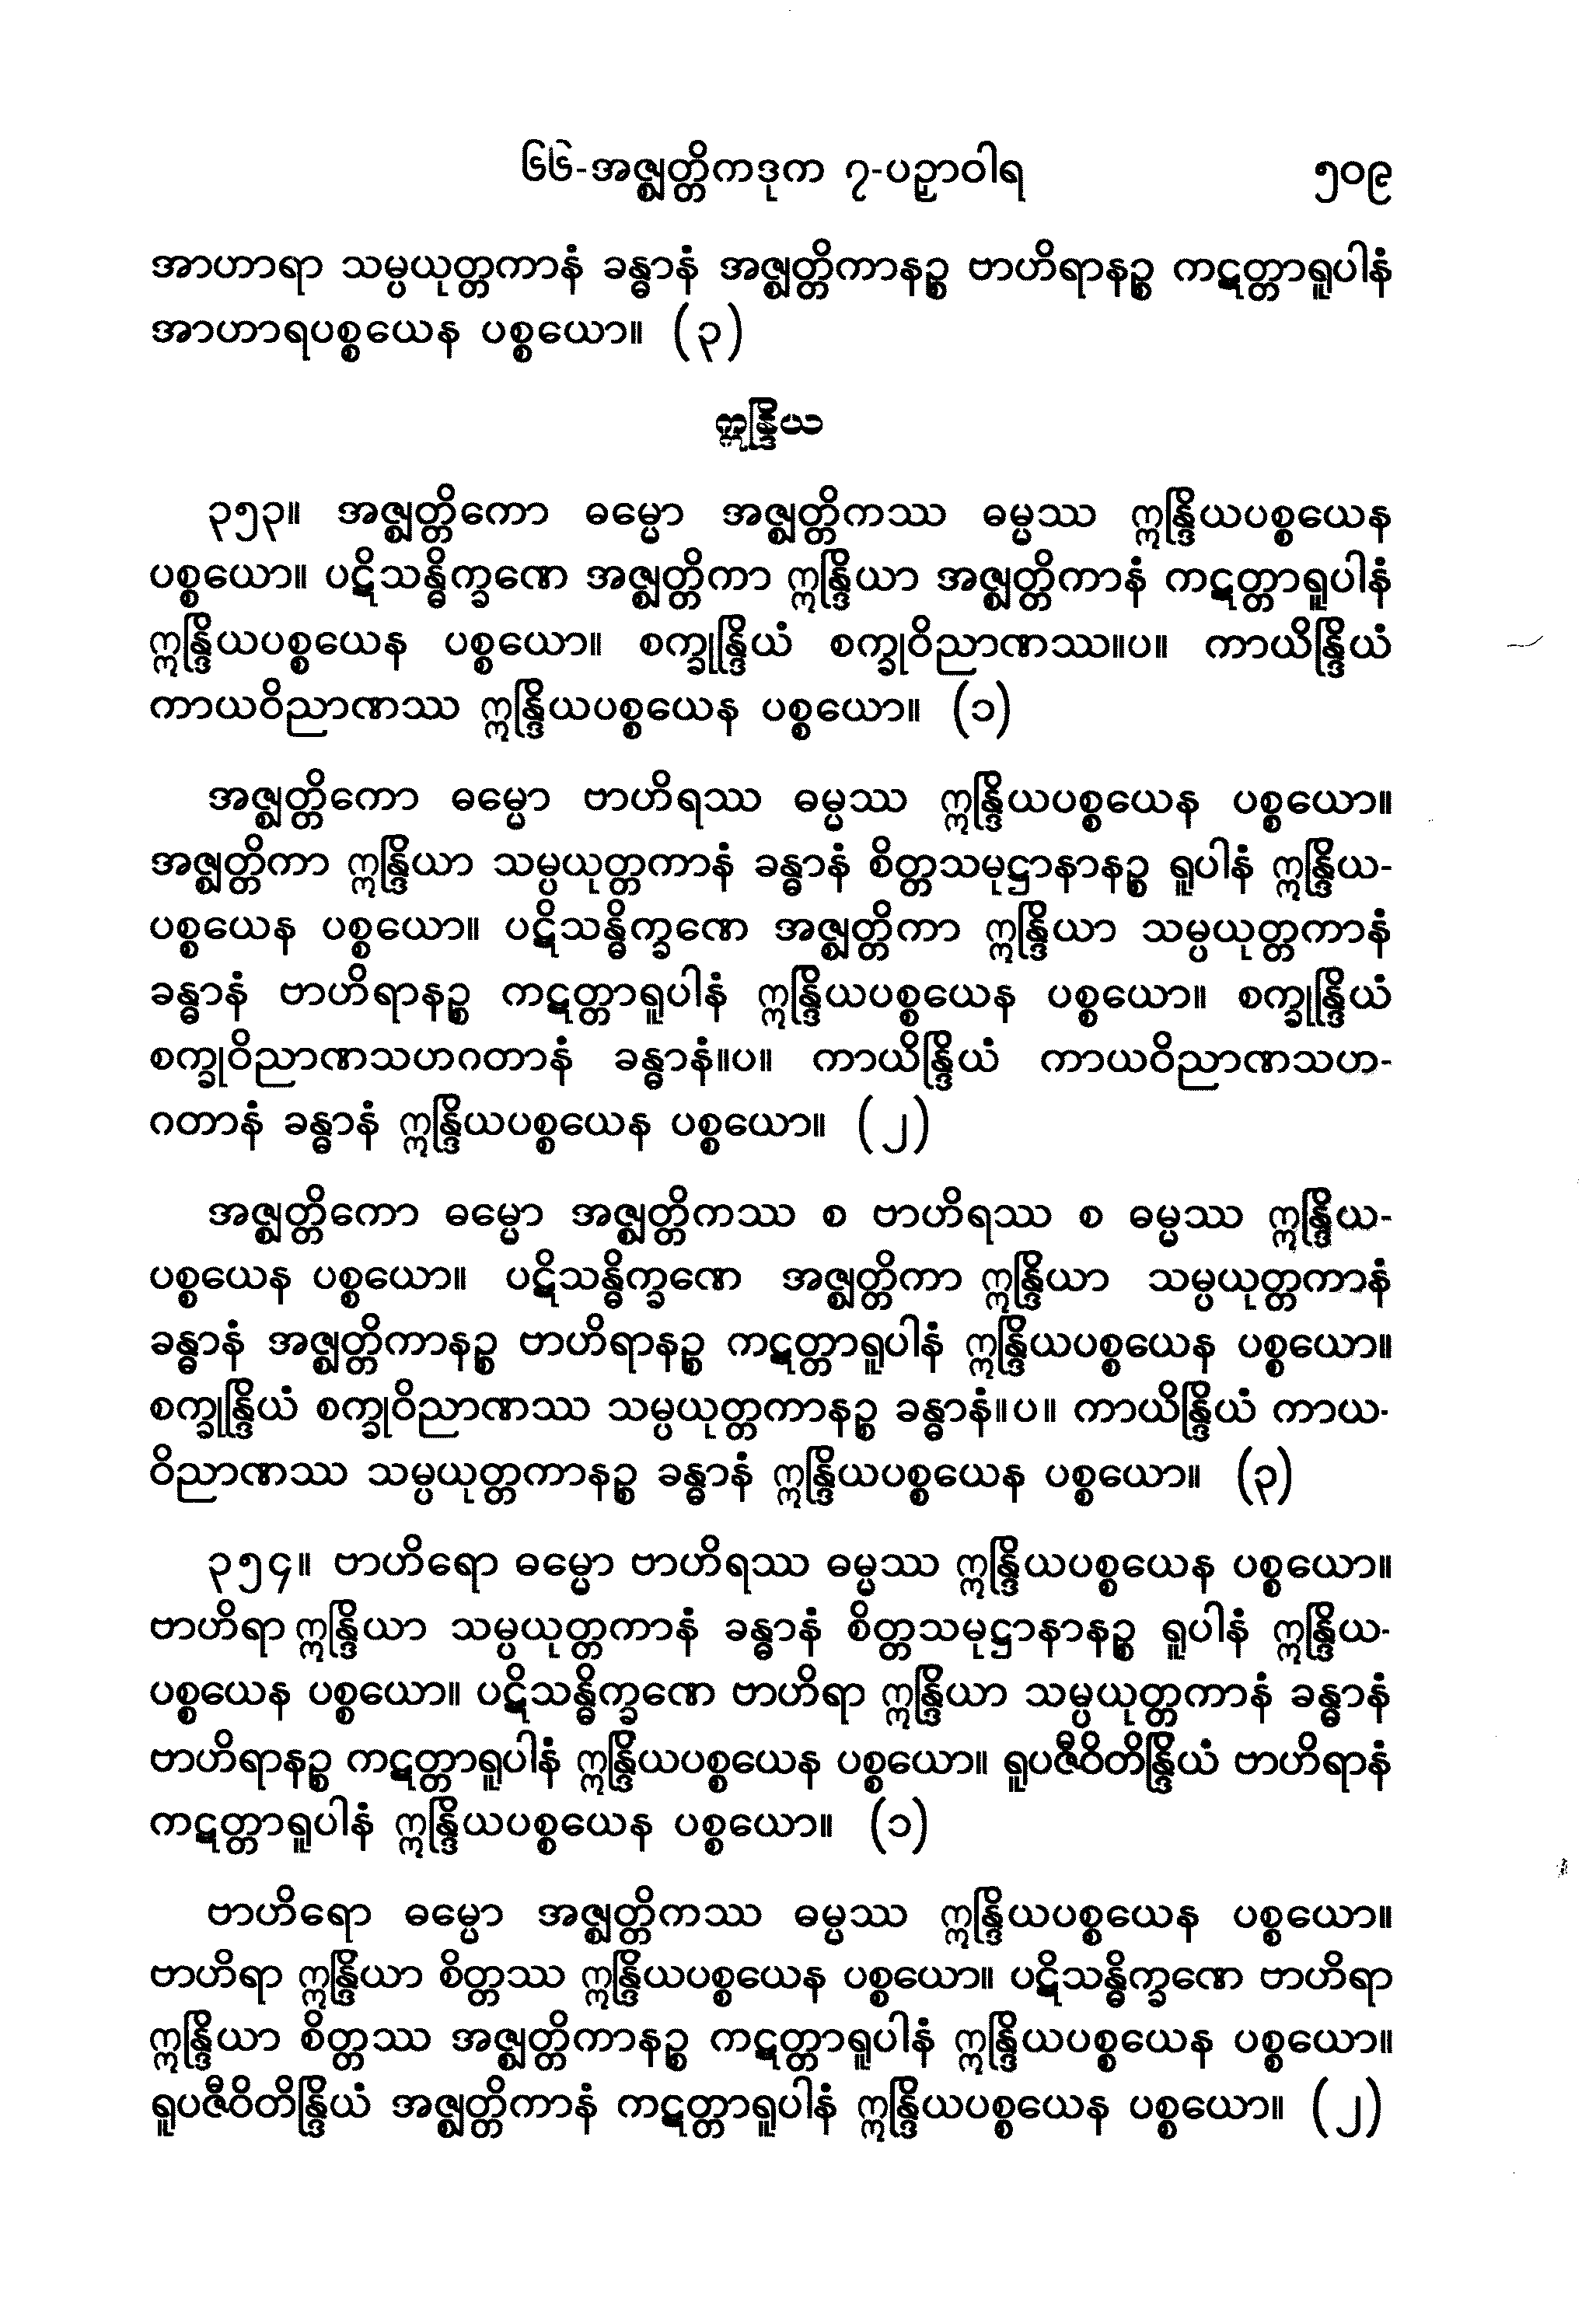 ၆၆-အဇ္ဈတ္တိကဒုက ၇-ပဉှာဝါရ ၅၀၉
အာဟာရာ သမ္ပယုတ္တကာနံ ခန္ဓာနံ အဇ္ဈတ္တိကာနဉ္စ ဗာဟိရာနဉ္စ ကဋတ္တာရူပါနံ
အာဟာရပစ္စယေန ပစ္စယော။ (၃)
ဣန္ဒြိယ
၃၅၃။ အဇ္ဈတ္တိကော ဓမ္မော အဇ္ဈတ္တိကဿ ဓမ္မဿ ဣန္ဒြိယပစ္စယေန
ပစ္စယော။ ပဋိသန္ဓိက္ခဏေ အဇ္ဈတ္တိကာ ဣန္ဒြိယာ အဇ္ဈတ္တိကာနံ ကဋတ္တာရူပါနံ
ဣန္ဒြိယပစ္စယေန ပစ္စယော။ စက္ခုန္ဒြိယံ စက္ခုဝိညာဏဿ။ပ။ ကာယိန္ဒြိယံ
ကာယဝိညာဏဿ ဣန္ဒြိယပစ္စယေန ပစ္စယော။ (၁)
အဇ္ဈတ္တိကော ဓမ္မော ဗာဟိရဿ ဓမ္မဿ ဣန္ဒြိယပစ္စယေန ပစ္စယော။
အဇ္ဈတ္တိကာ ဣန္ဒြိယာ သမ္ပယုတ္တကာနံ ခန္ဓာနံ စိတ္တသမုဋ္ဌာနာနဉ္စ ရူပါနံ ဣန္ဒြိယ-
ပစ္စယေန ပစ္စယော။ ပဋိသန္ဓိက္ခဏေ အဇ္ဈတ္တိကာ ဣန္ဒြိယာ သမ္ပယုတ္တကာနံ
ခန္ဓာနံ ဗာဟိရာနဉ္စ ကဋတ္တာရူပါနံ ဣန္ဒြိယပစ္စယေန ပစ္စယော။ စက္ခုန္ဒြိယံ
စက္ခုဝိညာဏသဟဂတာနံ ခန္ဓာနံ။ပ။ ကာယိန္ဒြိယံ ကာယဝိညာဏသဟ-
ဂတာနံ ခန္ဓာနံ ဣန္ဒြိယပစ္စယေန ပစ္စယော။ (၂)
အဇ္ဈတ္တိကော ဓမ္မော အဇ္ဈတ္တိကဿ စ ဗာဟိရဿ စ ဓမ္မဿ ဣန္ဒြိယ-
ပစ္စယေန ပစ္စယော။ ပဋိသန္ဓိက္ခဏေ အဇ္ဈတ္တိကာ ဣန္ဒြိယာ သမ္ပယုတ္တကာနံ
ခန္ဓာနံ အဇ္ဈတ္တိကာနဉ္စ ဗာဟိရာနဉ္စ ကဋတ္တာရူပါနံ ဣန္ဒြိယပစ္စယေန ပစ္စယော။
စက္ခုန္ဒြိယံ စက္ခုဝိညာဏဿ သမ္ပယုတ္တကာနဉ္စ ခန္ဓာနံ။ပ။ ကာယိန္ဒြိယံ ကာယ-
ဝိညာဏဿ သမ္ပယုတ္တကာနဉ္စ ခန္ဓာနံ ဣန္ဒြိယပစ္စယေန ပစ္စယော။ (၃)
၃၅၄။ ဗာဟိရော ဓမ္မော ဗာဟိရဿ ဓမ္မဿ ဣန္ဒြိယပစ္စယေန ပစ္စယော။
ဗာဟိရာ ဣန္ဒြိယာ သမ္ပယုတ္တကာနံ ခန္ဓာနံ စိတ္တသမုဋ္ဌာနာနဉ္စ ရူပါနံ ဣန္ဒြိယ-
ပစ္စယေန ပစ္စယော။ ပဋိသန္ဓိက္ခဏေ ဗာဟိရာ ဣန္ဒြိယာ သမ္ပယုတ္တကာနံ ခန္ဓာနံ
ဗာဟိရာနဉ္စ ကဋတ္တာရူပါနံ ဣန္ဒြိယပစ္စယေန ပစ္စယော။ ရူပဇီဝိတိန္ဒြိယံ ဗာဟိရာနံ
ကဋတ္တာရူပါနံ ဣန္ဒြိယပစ္စယေန ပစ္စယော။ (၁)
ဗာဟိရော ဓမ္မော အဇ္ဈတ္တိကဿ ဓမ္မဿ ဣန္ဒြိယပစ္စယေန ပစ္စယော။
ဗာဟိရာ ဣန္ဒြိယာ စိတ္တဿ ဣန္ဒြိယပစ္စယေန ပစ္စယော။ ပဋိသန္ဓိက္ခဏေ ဗာဟိရာ
ဣန္ဒြိယာ စိတ္တဿ အဇ္ဈတ္တိကာနဉ္စ ကဋတ္တာရူပါနံ ဣန္ဒြိယပစ္စယေန ပစ္စယော။
ရူပဇီဝိတိန္ဒြိယံ အဇ္ဈတ္တိကာနံ ကဋတ္တာရူပါနံ ဣန္ဒြိယပစ္စယေန ပစ္စယော။ (၂)